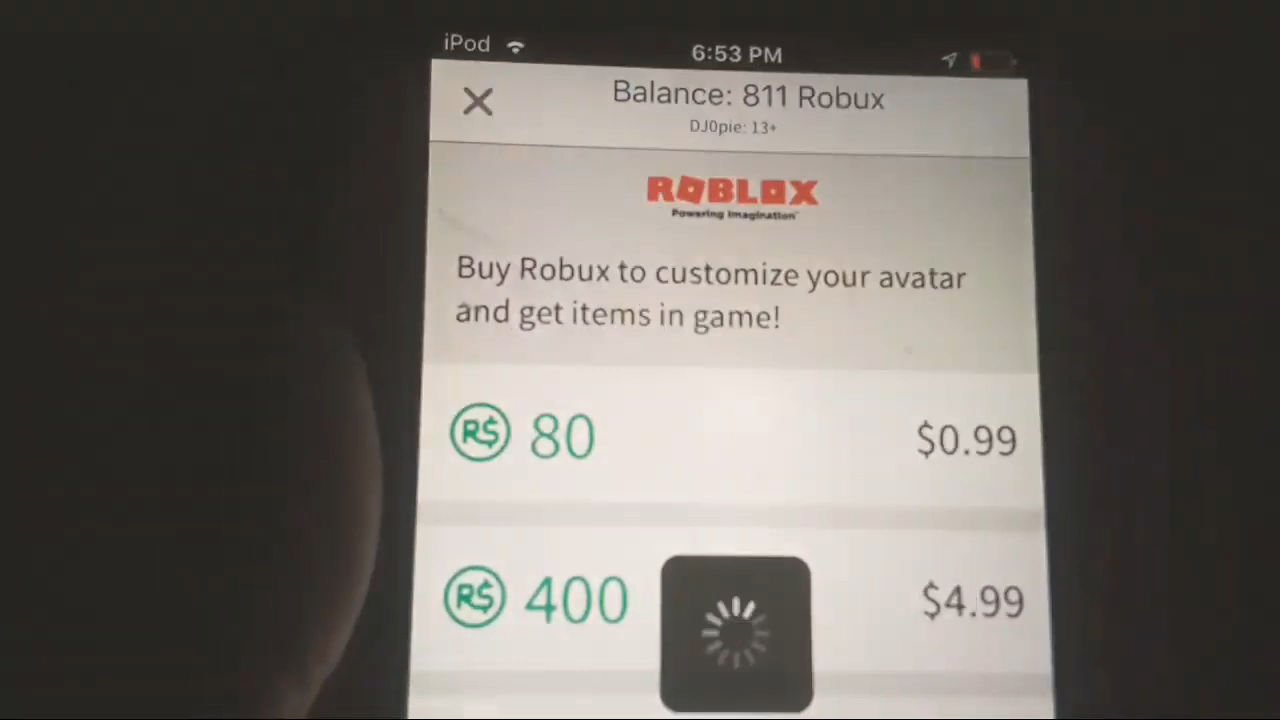 iPod
6:53 PM
Balance: 811 Robux
DJ0pie: 13+
ROBLOX
Powering Imagination™
Buy Robux to customize your avatar
and get items in game!
R$ 80 $0.99
R$ 400 $4.99